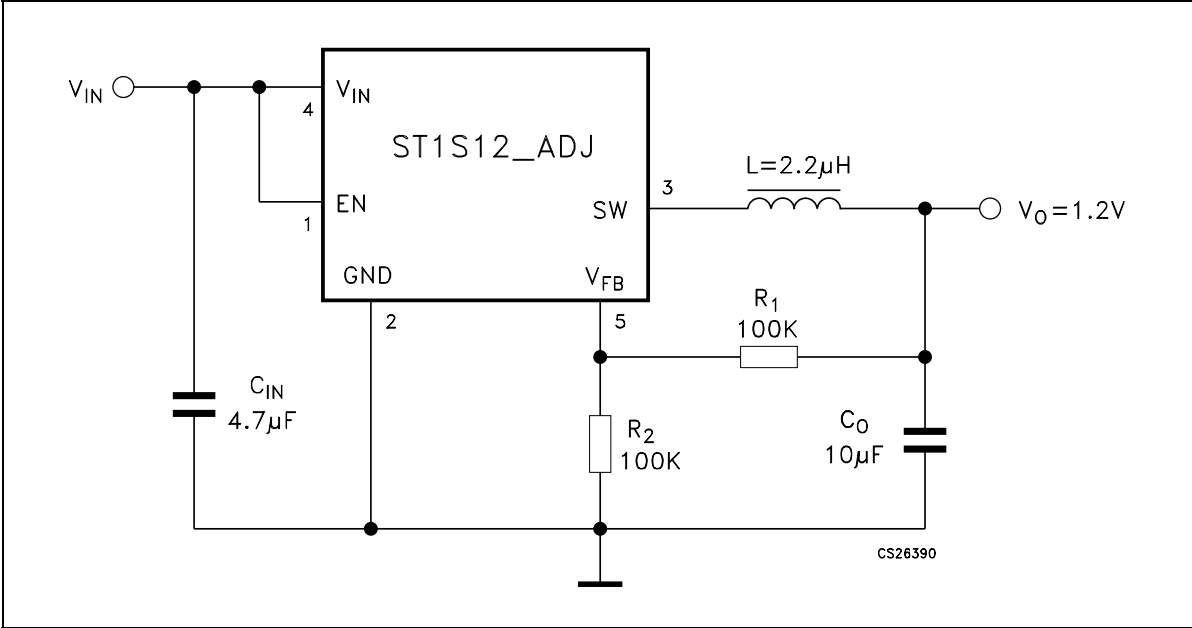 V_IN
4
V_IN
ST1S12_ADJ
EN
1
SW
3
L=2.2µH
V_O=1.2V
GND
2
V_FB
5
R_1
100K
C_IN
4.7µF
R_2
100K
C_O
10µF
CS26390